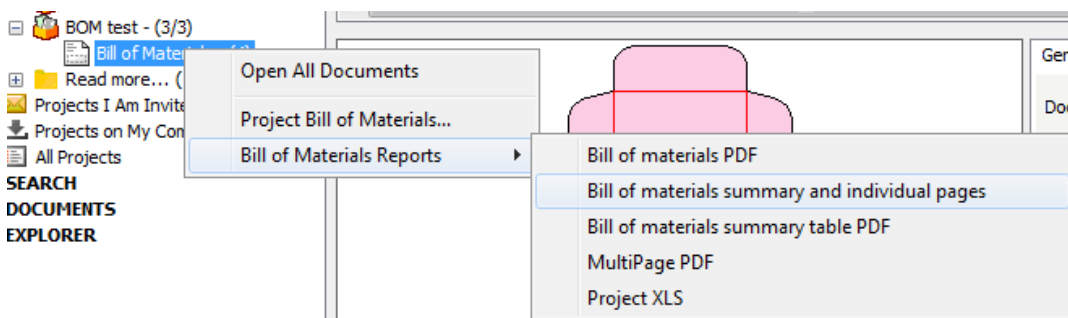 BOM test - (3/3)
Bill of Mater
Read more... (
Projects I Am Invite
Projects on My Com
All Projects
SEARCH
DOCUMENTS
EXPLORER
Open All Documents
Project Bill of Materials...
Bill of Materials Reports
Bill of materials PDF
Bill of materials summary and individual pages
Bill of materials summary table PDF
MultiPage PDF
Project XLS
Ger
Do